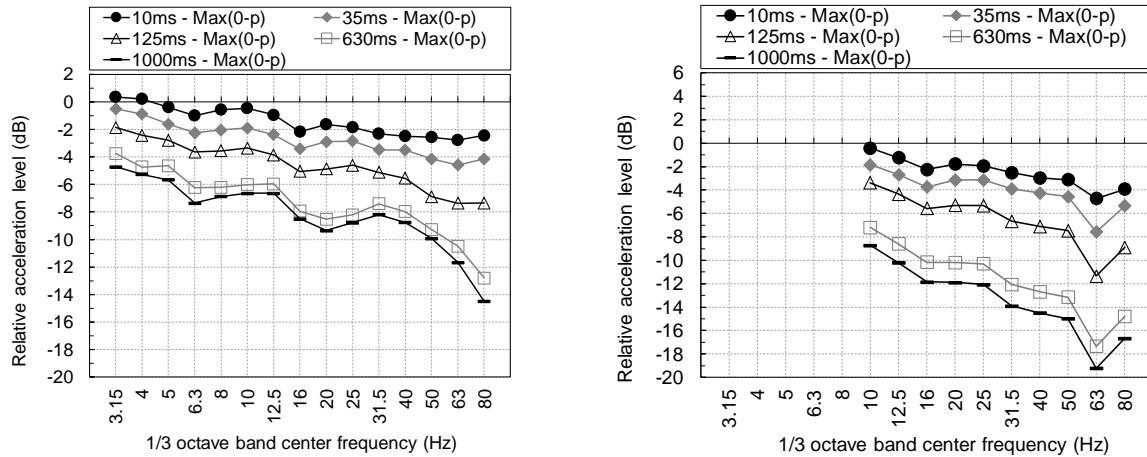 10ms - Max(0-p) 35ms - Max(0-p)
125ms - Max(0-p) 630ms - Max(0-p)
1000ms - Max(0-p)
2
0
-2
-4
-6
-8
-10
-12
-14
-16
-18
-20
Relative acceleration level (dB)
3.15 4 5 6.3 8 10 12.5 16 20 25 31.5 40 50 63 80
1/3 octave band center frequency (Hz)
10ms - Max(0-p) 35ms - Max(0-p)
125ms - Max(0-p) 630ms - Max(0-p)
1000ms - Max(0-p)
6
4
2
0
-2
-4
-6
-8
-10
-12
-14
-16
-18
-20
Relative acceleration level (dB)
3.15 4 5 6.3 8 10 12.5 16 20 25 31.5 40 50 63 80
1/3 octave band center frequency (Hz)